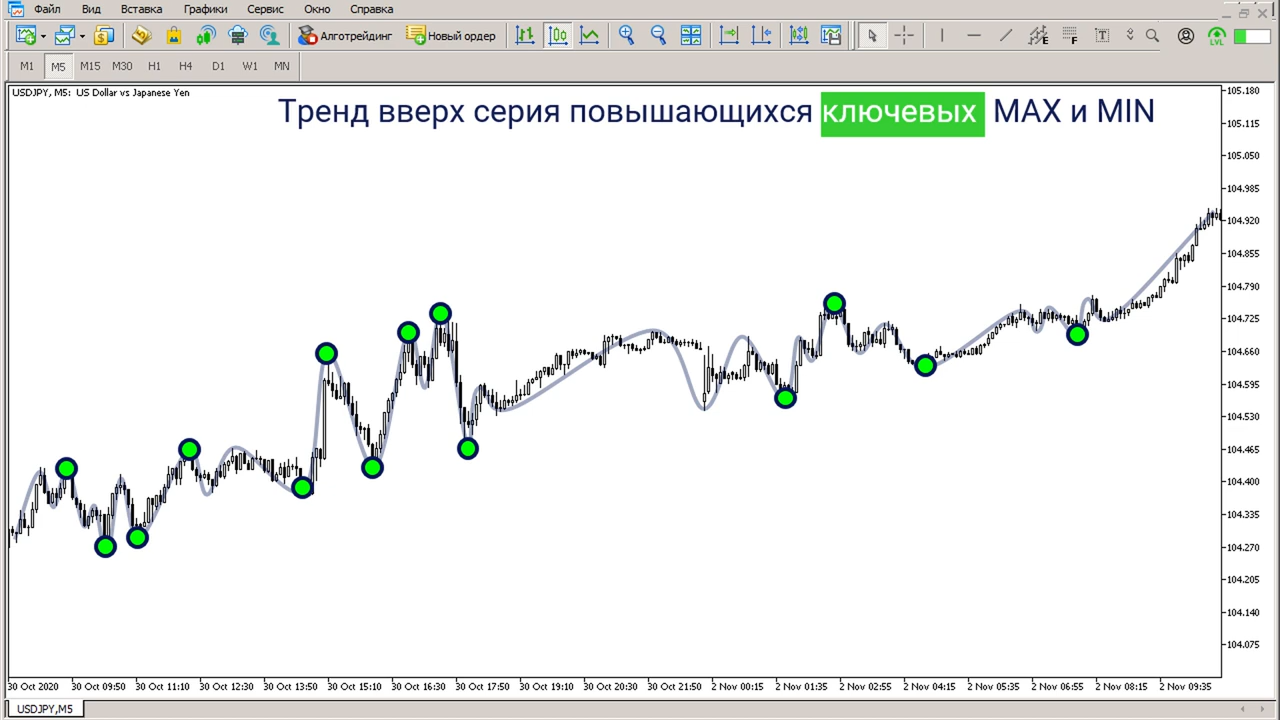 Файл Вид Вставка Графики Сервис Окно Справка
Алготрейдинг Новый ордер E F T LVL
M1 M5 M15 M30 H1 H4 D1 W1 MN
USDJPY, M5: US Dollar vs Japanese Yen
Тренд вверх серия повышающихся ключевых MAX и MIN
105.180
105.115
105.050
104.985
104.920
104.855
104.790
104.725
104.660
104.595
104.530
104.465
104.400
104.335
104.270
104.205
104.140
104.075
30 Oct 2020 30 Oct 09:50 30 Oct 11:10 30 Oct 12:30 30 Oct 13:50 30 Oct 15:10 30 Oct 16:30 30 Oct 17:50 30 Oct 19:10 30 Oct 20:30 30 Oct 21:50 2 Nov 00:15 2 Nov 01:35 2 Nov 02:55 2 Nov 04:15 2 Nov 05:35 2 Nov 06:55 2 Nov 08:15 2 Nov 09:35
USDJPY,M5